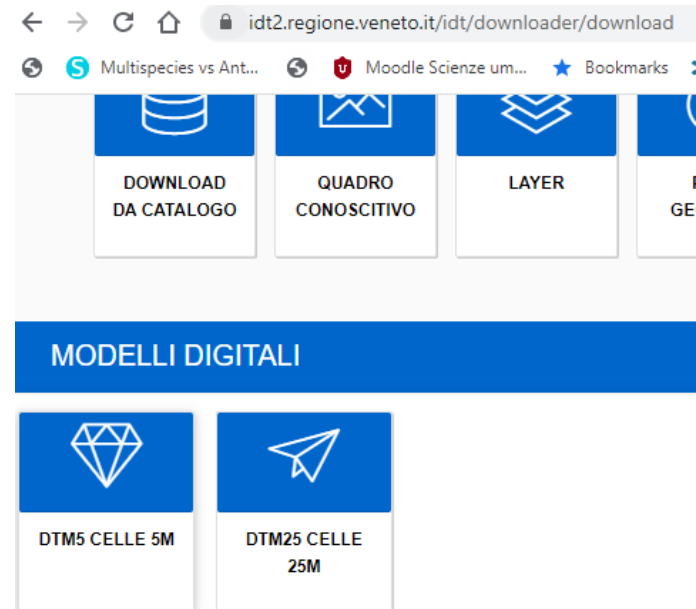 idt2.regione.veneto.it/idt/downloader/download
Multispecies vs Ant... Moodle Scienze um... Bookmarks
DOWNLOAD
DA CATALOGO
QUADRO
CONOSCITIVO
LAYER
MODELLI DIGITALI
DTM5 CELLE 5M
DTM25 CELLE
25M